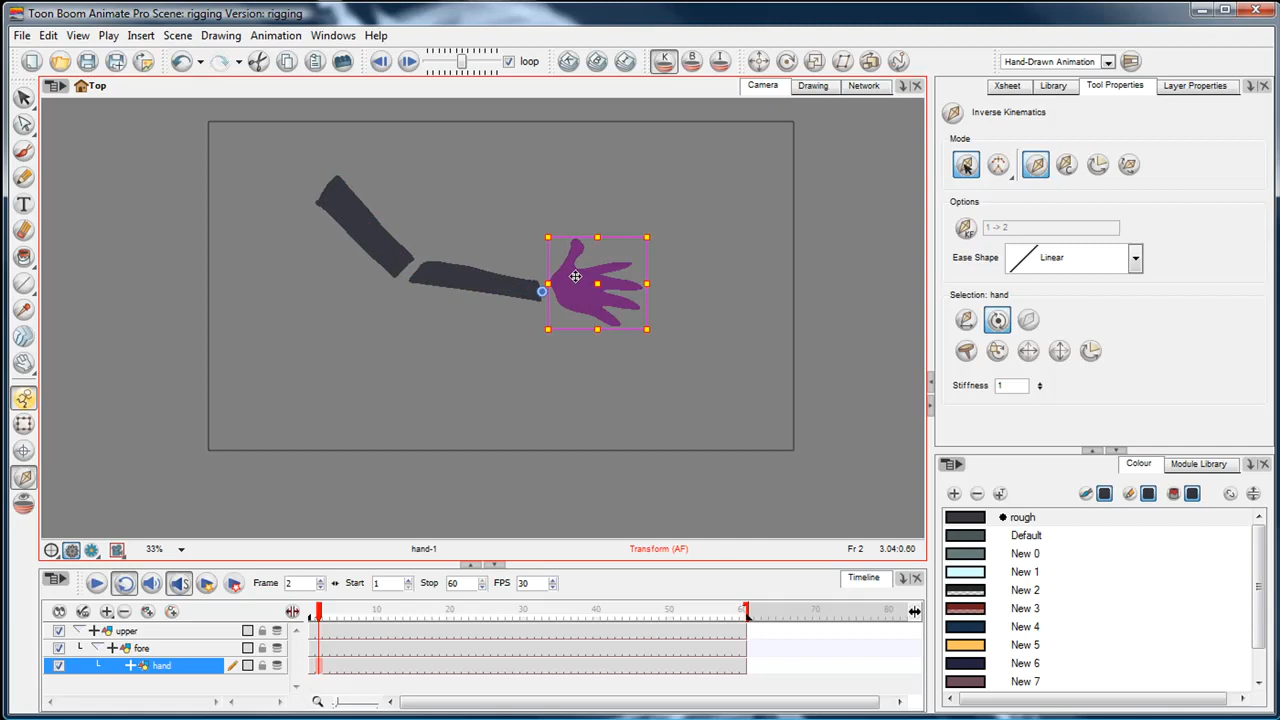 Toon Boom Animate Pro Scene: rigging Version: rigging
File Edit View Play Insert Scene Drawing Animation Windows Help
loop
K B T
Hand-Drawn Animation
Top
Camera Drawing Network
Xsheet Library Tool Properties Layer Properties
Inverse Kinematics
Mode
Options
1 -> 2
Ease Shape Linear
Selection: hand
Stiffness 1
33% hand-1 Transform (AF) Fr 2 3.04:0.60
Colour Module Library
rough
Default
New 0
New 1
New 2
New 3
New 4
New 5
New 6
New 7
Frame 2 Start 1 Stop 60 FPS 30
Timeline
10 20 30 40 50 60 70 80
upper
fore
hand